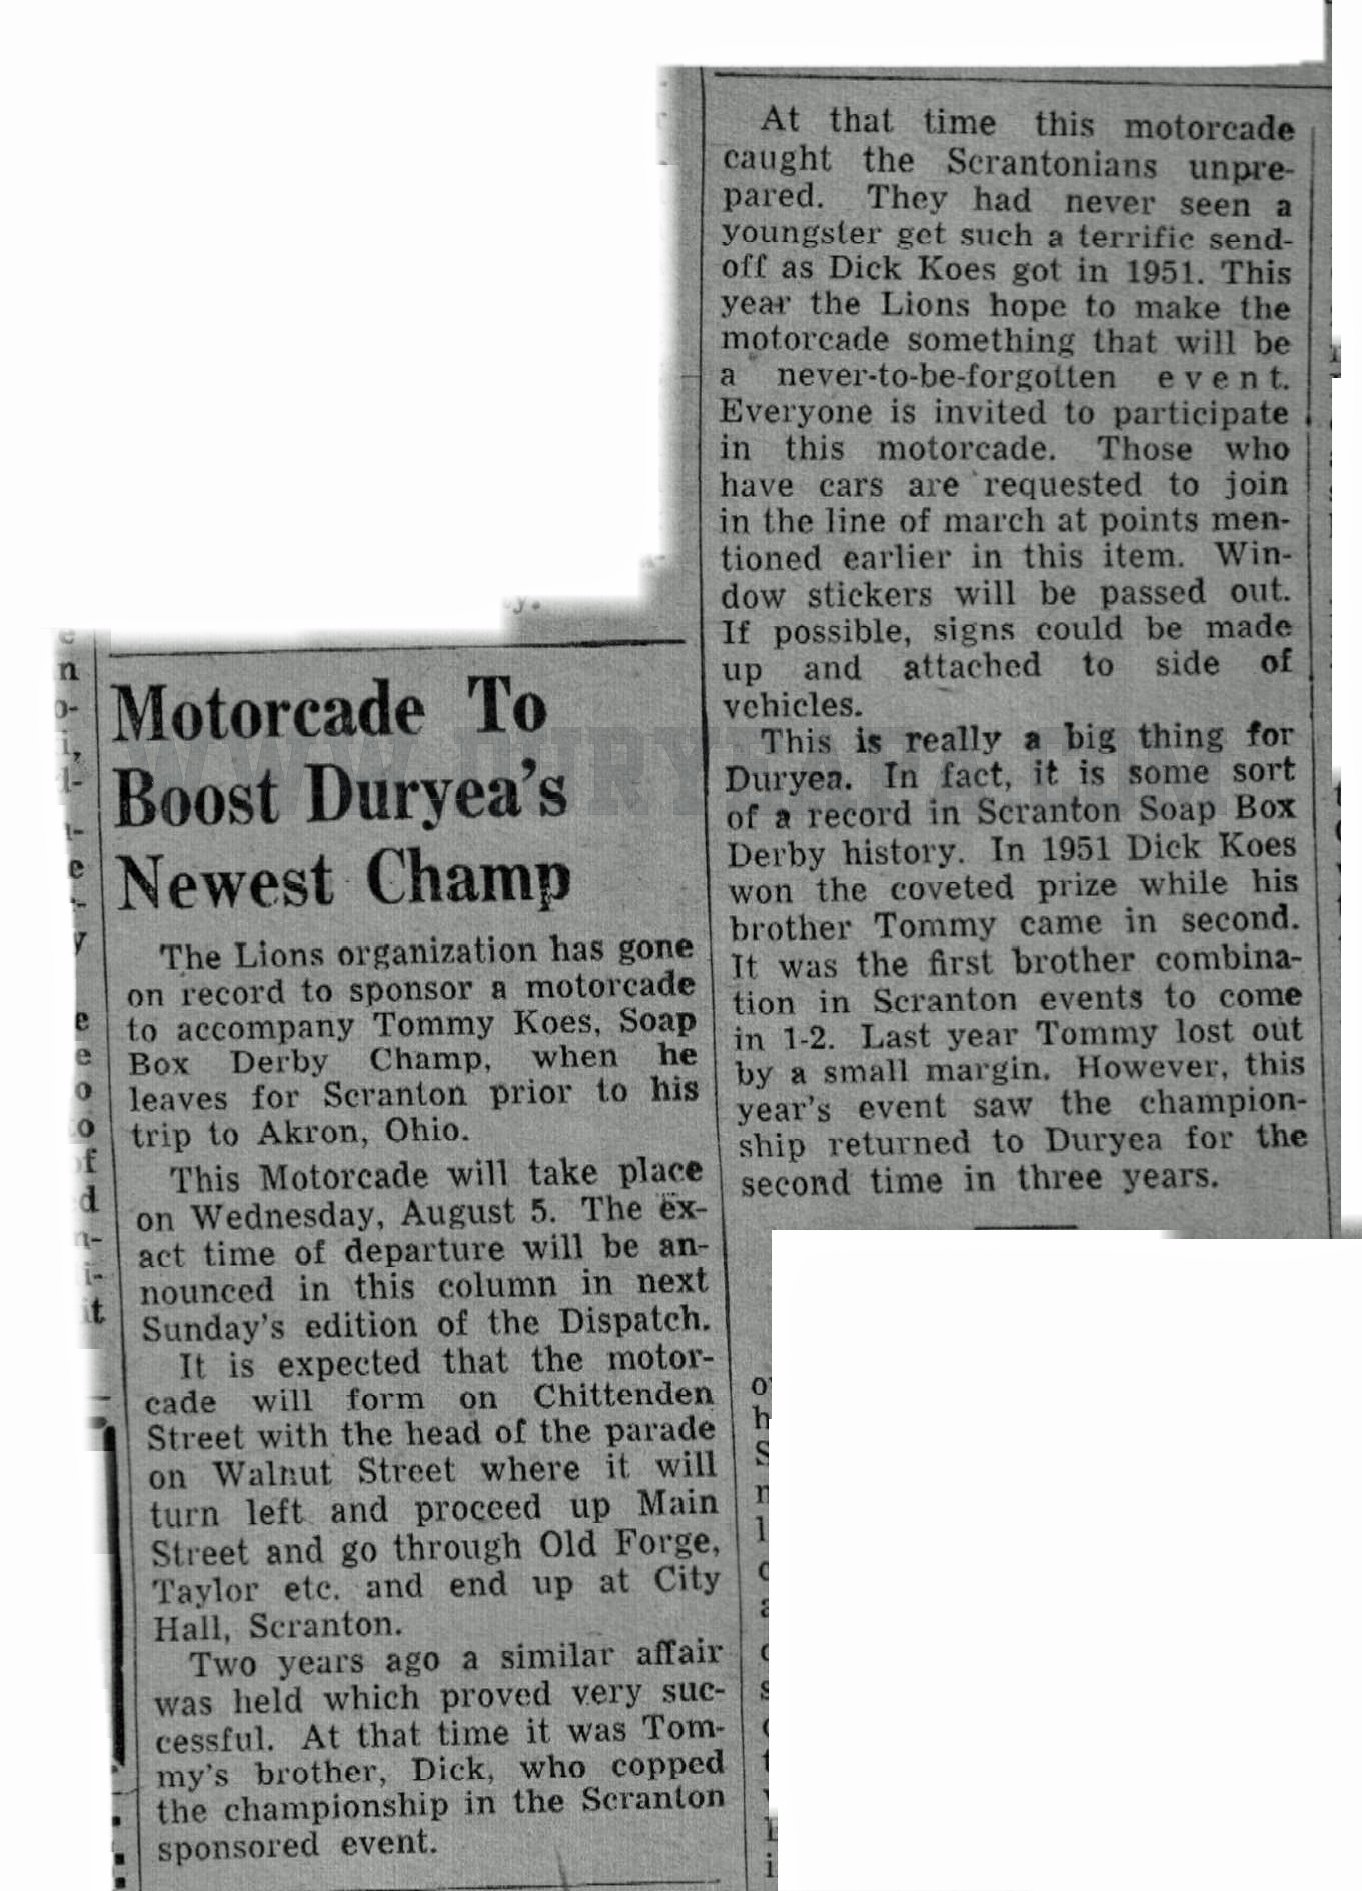 Motorcade To
Boost Duryea's
Newest Champ
The Lions organization has gone
on record to sponsor a motorcade
to accompany Tommy Koes, Soap
Box Derby Champ, when he
leaves for Scranton prior to his
trip to Akron, Ohio.
This Motorcade will take place
on Wednesday, August 5. The ex-
act time of departure will be an-
nounced in this column in next
Sunday's edition of the Dispatch.
It is expected that the motor-
cade will form on Chittenden
Street with the head of the parade
on Walnut Street where it will
turn left and proceed up Main
Street and go through Old Forge,
Taylor etc. and end up at City
Hall, Scranton.
Two years ago a similar affair
was held which proved very suc-
cessful. At that time it was Tom-
my's brother, Dick, who copped
the championship in the Scranton
sponsored event.
At that time this motorcade
caught the Scrantonians unpre-
pared. They had never seen a
youngster get such a terrific send-
off as Dick Koes got in 1951. This
year the Lions hope to make the
motorcade something that will be
a never-to-be-forgotten event.
Everyone is invited to participate
in this motorcade. Those who
have cars are requested to join
in the line of march at points men-
tioned earlier in this item. Win-
dow stickers will be passed out.
If possible, signs could be made
up and attached to side of
vehicles.
This is really a big thing for
Duryea. In fact, it is some sort
of a record in Scranton Soap Box
Derby history. In 1951 Dick Koes
won the coveted prize while his
brother Tommy came in second.
It was the first brother combina-
tion in Scranton events to come
in 1-2. Last year Tommy lost out
by a small margin. However, this
year's event saw the champion-
ship returned to Duryea for the
second time in three years.